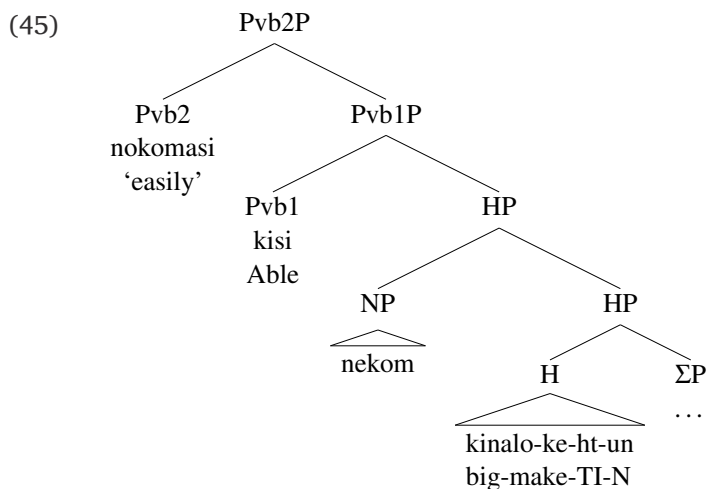 (45)
Pvb2P
Pvb2 Pvb1P
nokomasi
‘easily’
Pvb1 HP
kisi
Able
NP HP
nekom
H ΣP
...
kinalo-ke-ht-un
big-make-TI-N